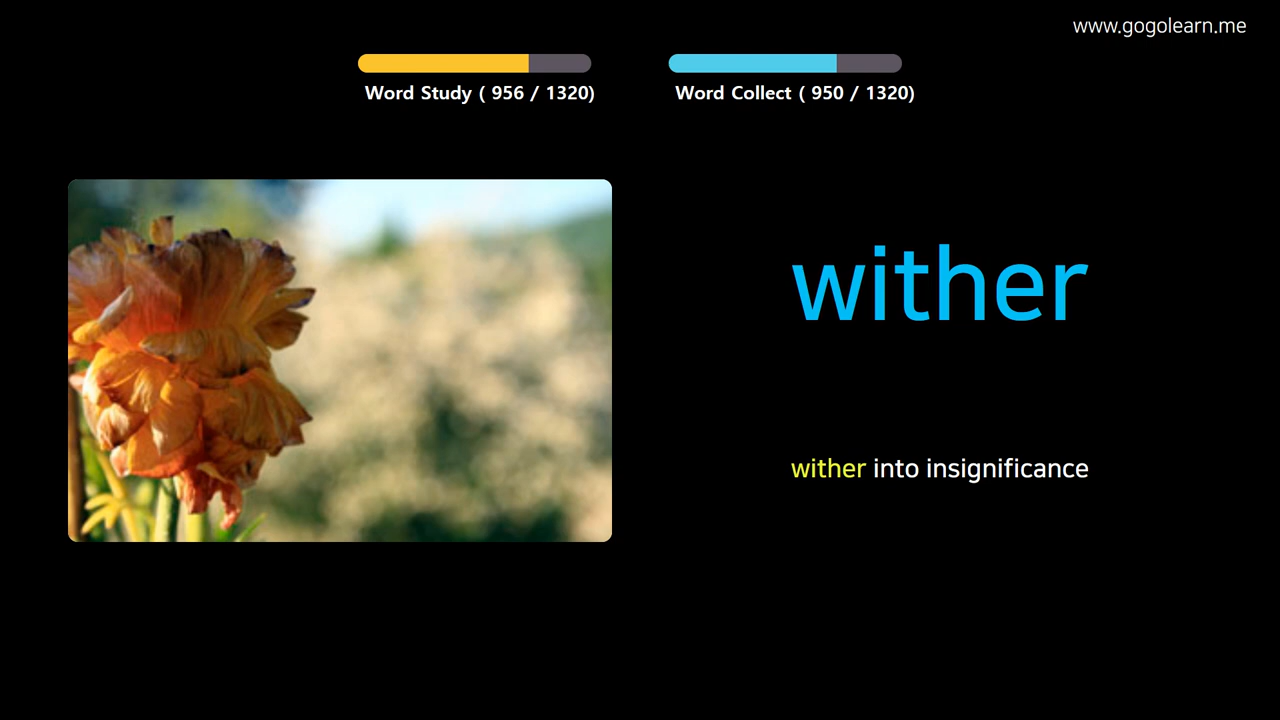 www.gogolearn.me
Word Study ( 956 / 1320)
Word Collect ( 950 / 1320)
wither
wither into insignificance